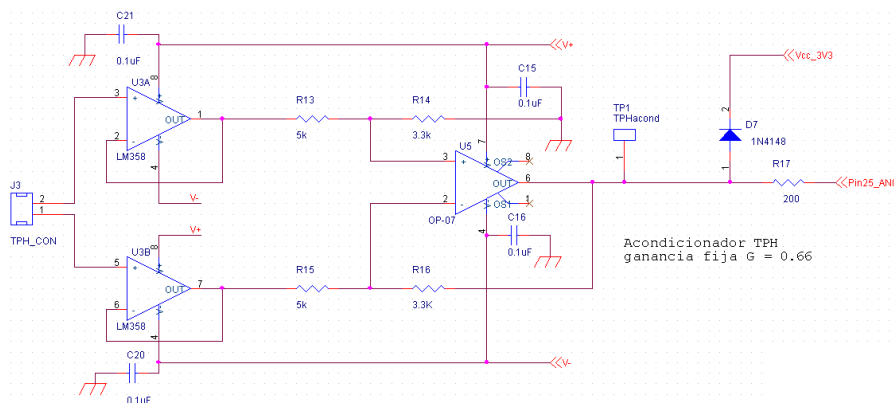 C21
0.1uF
V+
Vcc_3V3
U3A
8
3
+
OUT
1
2
-
LM358
4
V-
R13
5k
R14
3.3k
C15
0.1uF
TP1
TPHacond
1
2
D7
1N4148
1
U5
7
3
+
OS2
8
OUT
6
2
-
OS1
1
OP-07
4
R17
200
Pin25_ANI
J3
2
1
TPH_CON
V+
U3B
8
5
+
OUT
7
6
-
LM358
4
R15
5k
R16
3.3K
C16
0.1uF
Acondicionador TPH
ganancia fija G = 0.66
C20
0.1uF
V-